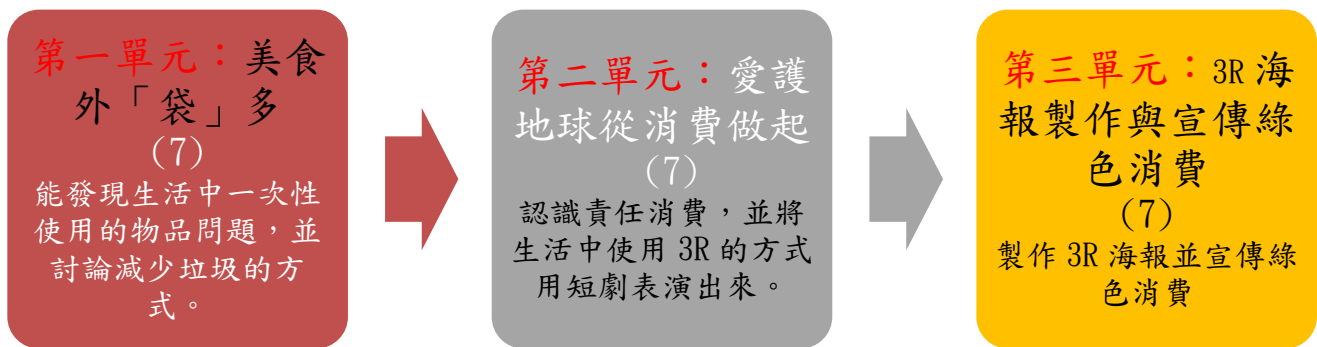 第一單元：美食
外「袋」多
(7)
能發現生活中一次性
使用的物品問題，並
討論減少垃圾的方
式。
第二單元：愛護
地球從消費做起
(7)
認識責任消費，並將
生活中使用 3R 的方式
用短劇表演出來。
第三單元：3R 海
報製作與宣傳綠
色消費
(7)
製作 3R 海報並宣傳綠
色消費